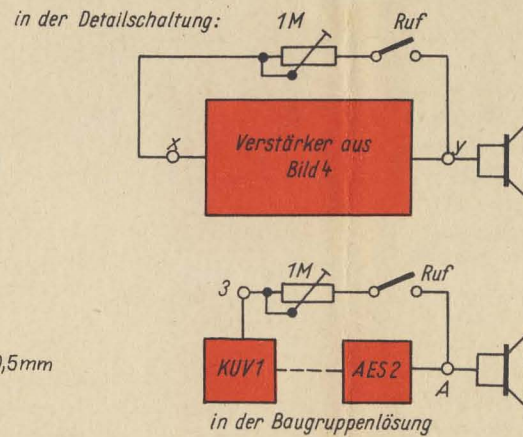 in der Detailschaltung:
1M
Ruf
x
Verstärker aus
Bild 4
y
3
1M
Ruf
0,5mm
KUV1
AES2
A
in der Baugruppenlösung